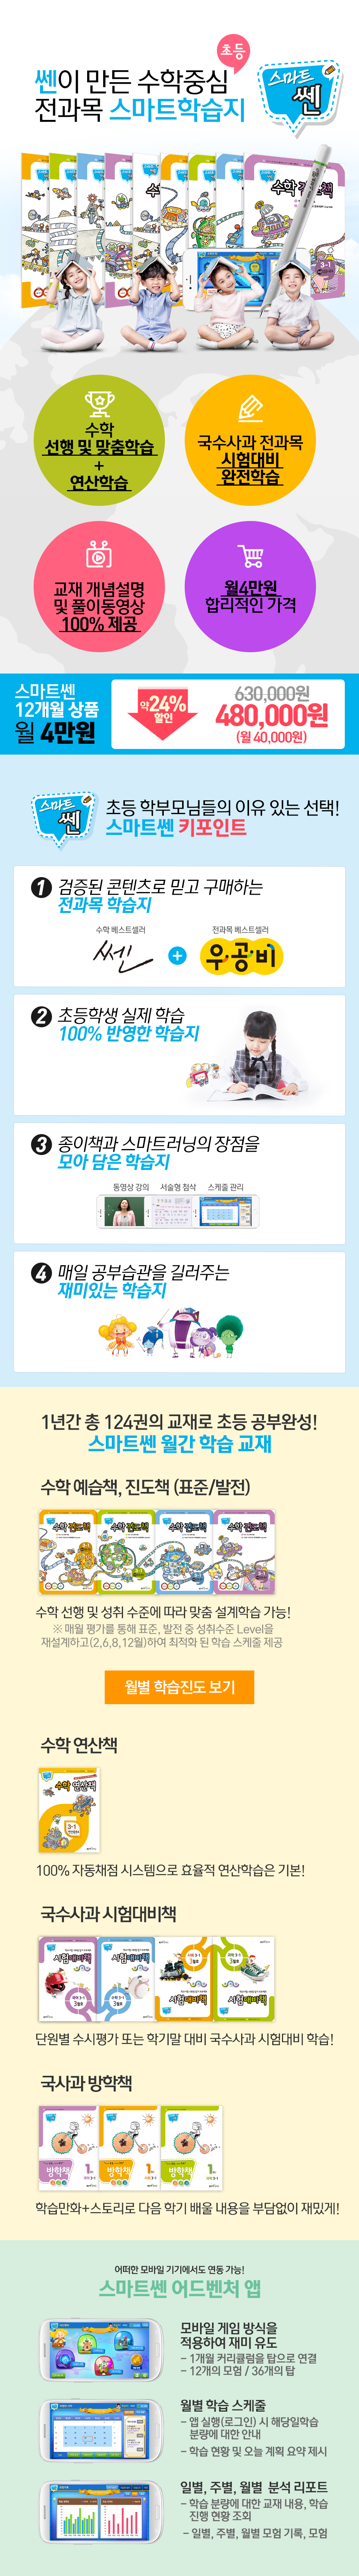 초등
쎈이 만든 수학중심
전과목 스마트학습지
스마트
쎈
수학 진도책
수학
선행 및 맞춤학습
+
연산학습
국수사과 전과목
시험대비
완전학습
교재 개념설명
및 풀이동영상
100% 제공
월4만원
합리적인 가격
스마트쎈
12개월 상품
월 4만원
약24%
할인
630,000원
480,000원
(월 40,000원)
스마트
쎈
초등 학부모님들의 이유 있는 선택!
스마트쎈 키포인트
1 검증된 콘텐츠로 믿고 구매하는
전과목 학습지
수학 베스트셀러
전과목 베스트셀러
쎈 + 우공비
2 초등학생 실제 학습
100% 반영한 학습지
3 종이책과 스마트러닝의 장점을
모아 담은 학습지
동영상 강의 서술형 첨삭 스케줄 관리
4 매일 공부습관을 길러주는
재미있는 학습지
1년간 총 124권의 교재로 초등 공부완성!
스마트쎈 월간 학습 교재
수학 예습책, 진도책 (표준/발전)
수학 진도책 수학 진도책 수학 진도책 수학 진도책
수학 선행 및 성취 수준에 따라 맞춤 설계학습 가능!
※ 매월 평가를 통해 표준, 발전 중 성취수준 Level을
재설계하고(2,6,8,12월)하여 최적화 된 학습 스케줄 제공
월별 학습진도 보기
수학 연산책
수학 연산책
3-1
100% 자동채점 시스템으로 효율적 연산학습은 기본!
국수사과 시험대비책
시험대비책 시험대비책
3월호 3월호
시험대비책 시험대비책
단원별 수시평가 또는 학기말 대비 국수사과 시험대비 학습!
국사과 방학책
방학책 방학책 방학책
학습만화+스토리로 다음 학기 배울 내용을 부담없이 재밌게!
어떠한 모바일 기기에서도 연동 가능!
스마트쎈 어드벤처 앱
모바일 게임 방식을
적용하여 재미 유도
- 1개월 커리큘럼을 탑으로 연결
- 12개의 모험 / 36개의 탑
월별 학습 스케줄
- 앱 실행(로그인) 시 해당일학습
분량에 대한 안내
- 학습 현황 및 오늘 계획 요약 제시
일별, 주별, 월별 분석 리포트
- 학습 분량에 대한 교재 내용, 학습
진행 현황 조회
- 일별, 주별, 월별 모험 기록, 모험